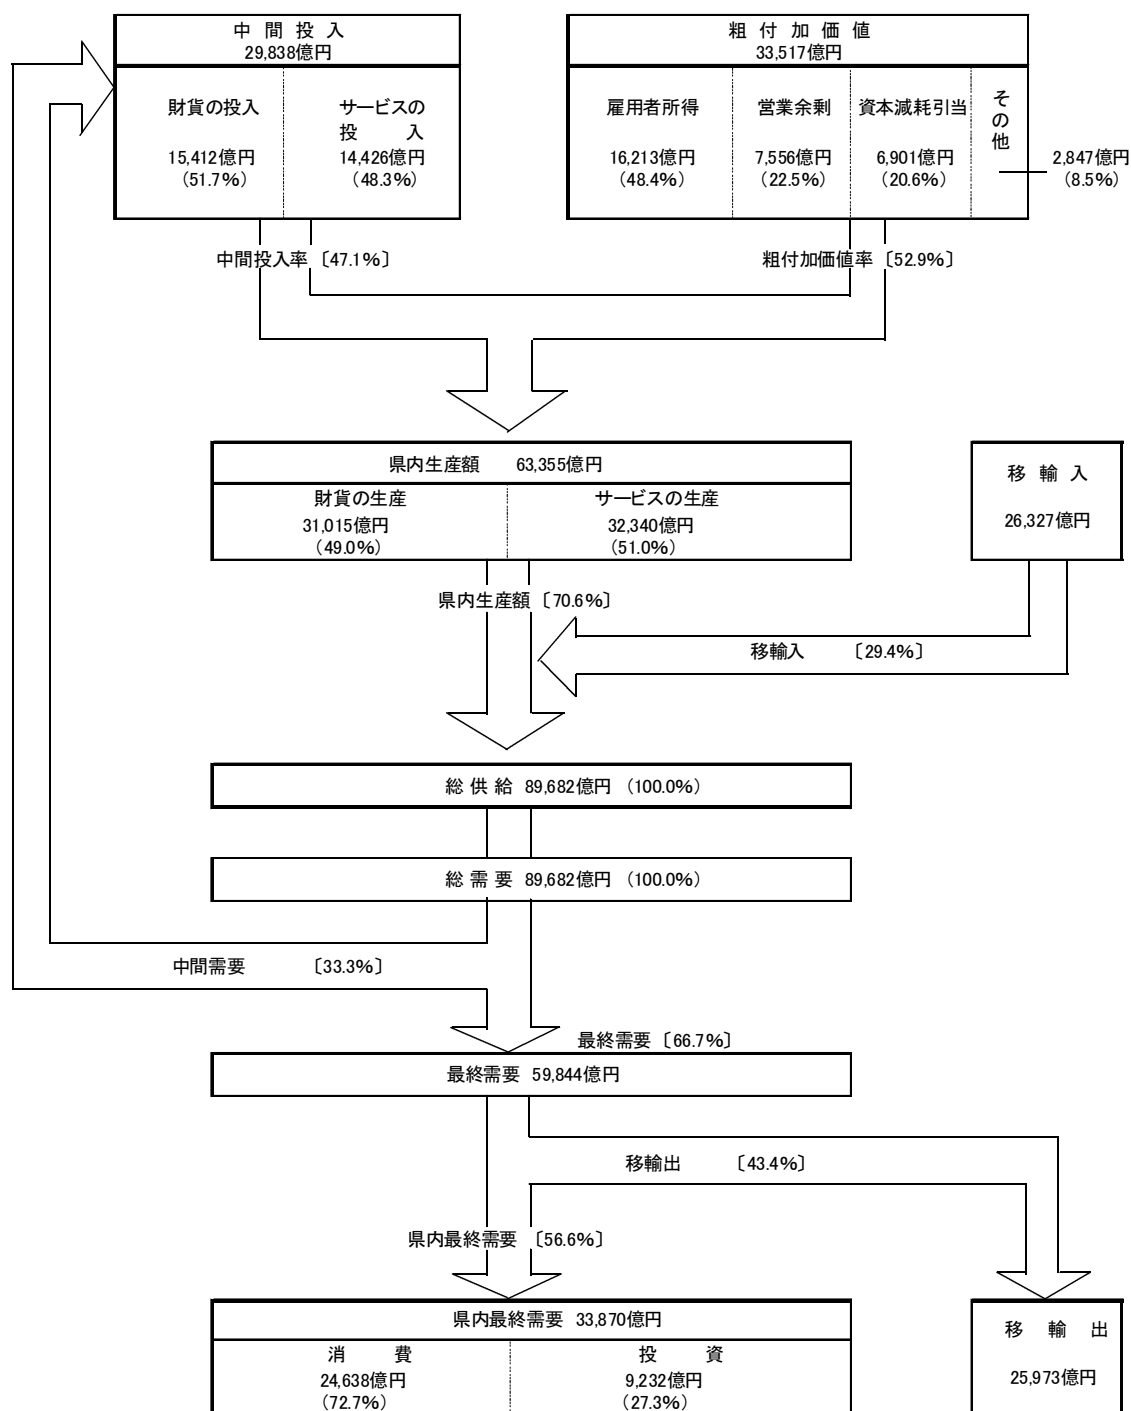 中 間 投 入
29,838億円
財貨の投入
15,412億円
(51.7%)
サービスの
投 入
14,426億円
(48.3%)
粗 付 加 価 値
33,517億円
雇用者所得
16,213億円
(48.4%)
営業余剰
7,556億円
(22.5%)
資本減耗引当
6,901億円
(20.6%)
その他
2,847億円
(8.5%)
中間投入率 〔47.1%〕
粗付加価値率 〔52.9%〕
県内生産額 63,355億円
財貨の生産
31,015億円
(49.0%)
サービスの生産
32,340億円
(51.0%)
移 輸 入
26,327億円
県内生産額 〔70.6%〕
移輸入 〔29.4%〕
総 供 給 89,682億円 (100.0%)
総 需 要 89,682億円 (100.0%)
中間需要 〔33.3%〕
最終需要 〔66.7%〕
最終需要 59,844億円
移輸出 〔43.4%〕
県内最終需要 〔56.6%〕
県内最終需要 33,870億円
消 費
24,638億円
(72.7%)
投 資
9,232億円
(27.3%)
移 輸 出
25,973億円